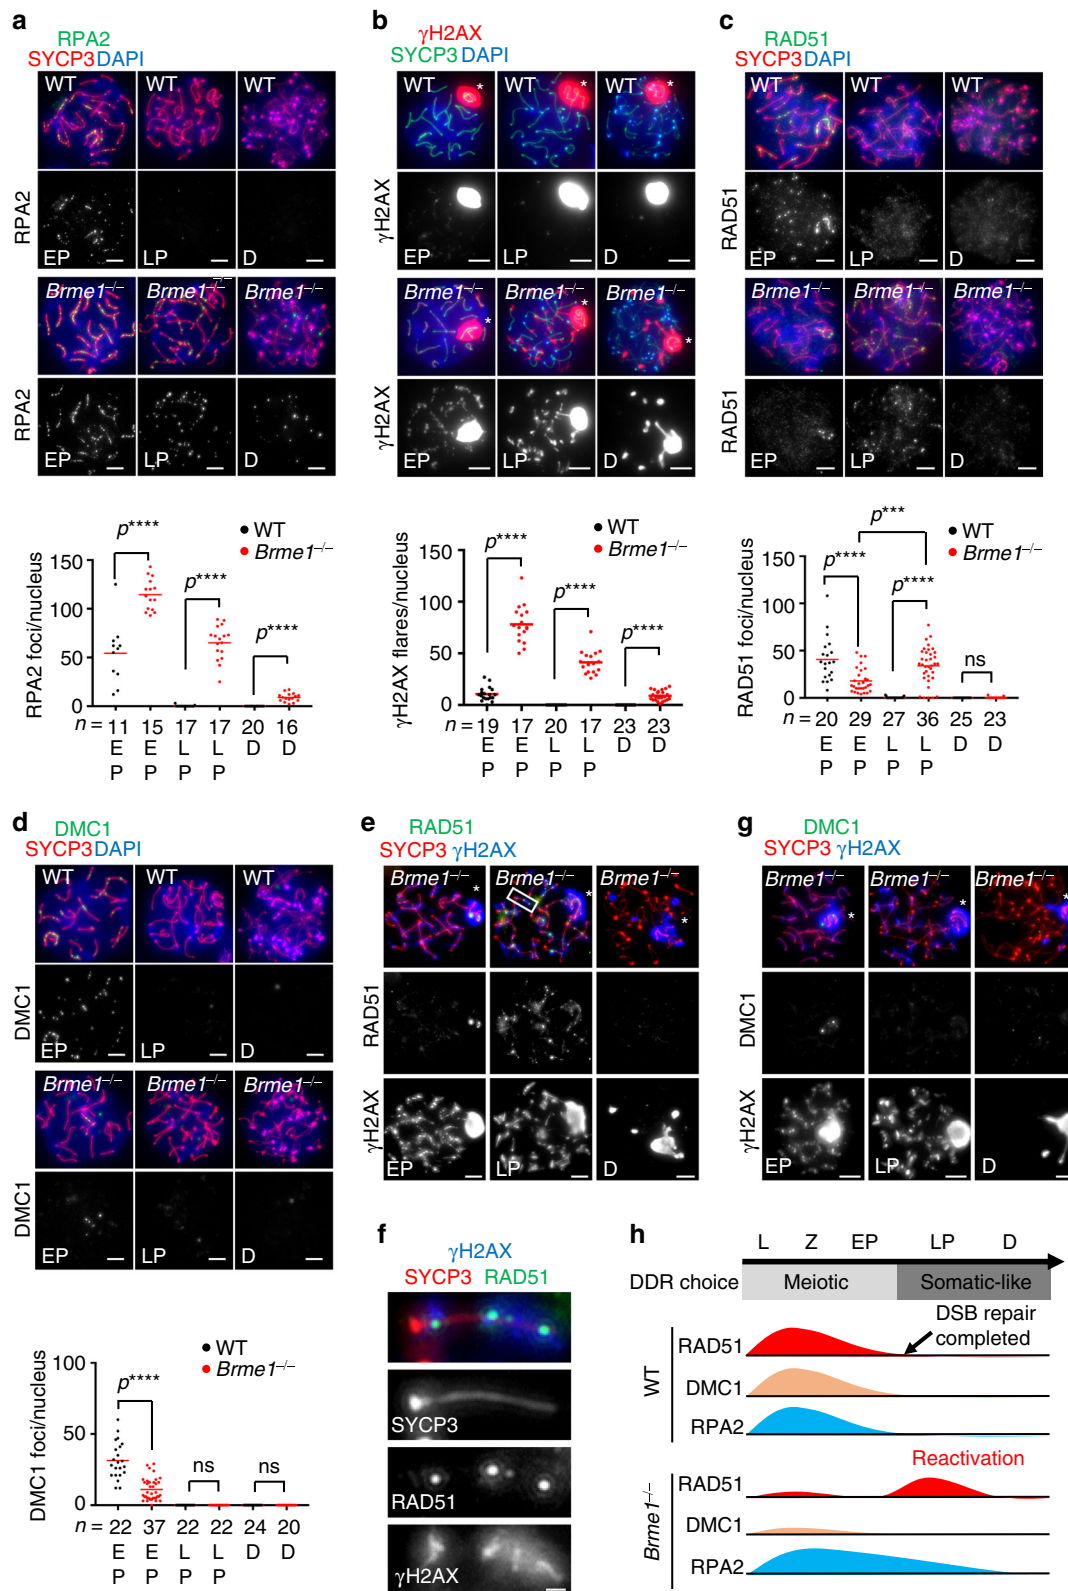 a
RPA2
SYCP3 DAPI
WT
WT
WT
RPA2
EP
LP
D
Brme1–/–
Brme1–/–
Brme1–/–
RPA2
EP
LP
D
WT
Brme1–/–
RPA2 foci/nucleus
150
100
50
0
p****
p****
p****
n = 11 15 17 17 20 16
E E L L D D
P P P P
b
γH2AX
SYCP3 DAPI
WT *
WT *
WT *
γH2AX
EP
LP
D
Brme1–/– *
Brme1–/– *
Brme1–/– *
γH2AX
EP
LP
D
WT
Brme1–/–
γH2AX flares/nucleus
150
100
50
0
p****
p****
p****
n = 19 17 20 17 23 23
E E L L D D
P P P P
c
RAD51
SYCP3 DAPI
WT
WT
WT
RAD51
EP
LP
D
Brme1–/–
Brme1–/–
Brme1–/–
RAD51
EP
LP
D
WT
Brme1–/–
RAD51 foci/nucleus
150
100
50
0
p***
p****
p****
ns
n = 20 29 27 36 25 23
E E L L D D
P P P P
d
DMC1
SYCP3 DAPI
WT
WT
WT
DMC1
EP
LP
D
Brme1–/–
Brme1–/–
Brme1–/–
DMC1
EP
LP
D
WT
Brme1–/–
DMC1 foci/nucleus
100
50
0
p****
ns
ns
n = 22 37 22 22 24 20
E E L L D D
P P P P
e
RAD51
SYCP3 γH2AX
Brme1–/– *
Brme1–/– *
Brme1–/– *
RAD51
γH2AX
EP
LP
D
f
γH2AX
SYCP3 RAD51
SYCP3
RAD51
γH2AX
g
DMC1
SYCP3 γH2AX
Brme1–/– *
Brme1–/– *
Brme1–/– *
DMC1
γH2AX
EP
LP
D
h
L Z EP LP D
DDR choice Meiotic Somatic-like
DSB repair
completed
WT
RAD51
DMC1
RPA2
Reactivation
Brme1–/–
RAD51
DMC1
RPA2